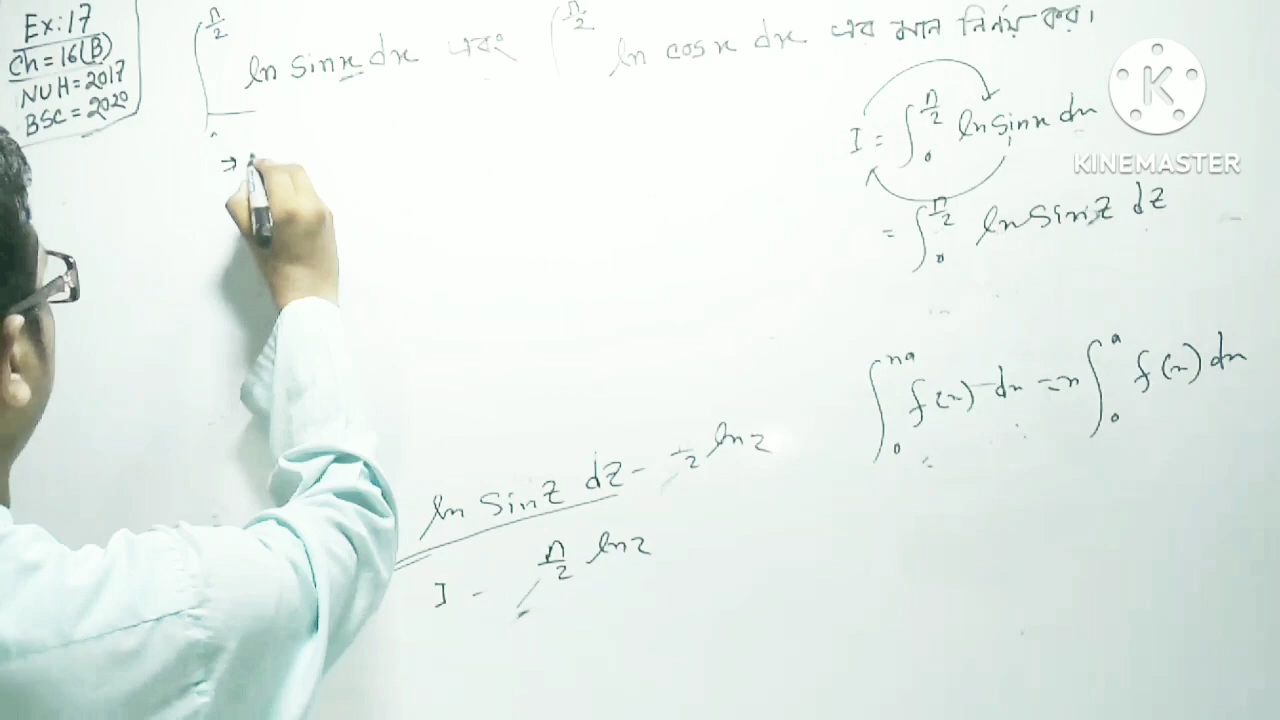 Ex:17
Ch=16(B)
NUH=2017
BSC=2020
∫₀^{π/2} ln sinx dx এবং ∫^{π/2} ln cosx dx এর মান নির্ণয় কর।
I = ∫₀^{π/2} ln sinx dx
= ∫₀^{π/2} ln sinz dz
∫₀^{na} f(x) dx = n ∫₀^{a} f(x) dx
ln sinz dz - ½ ln2
I - π/2 ln2
K
KINEMASTER